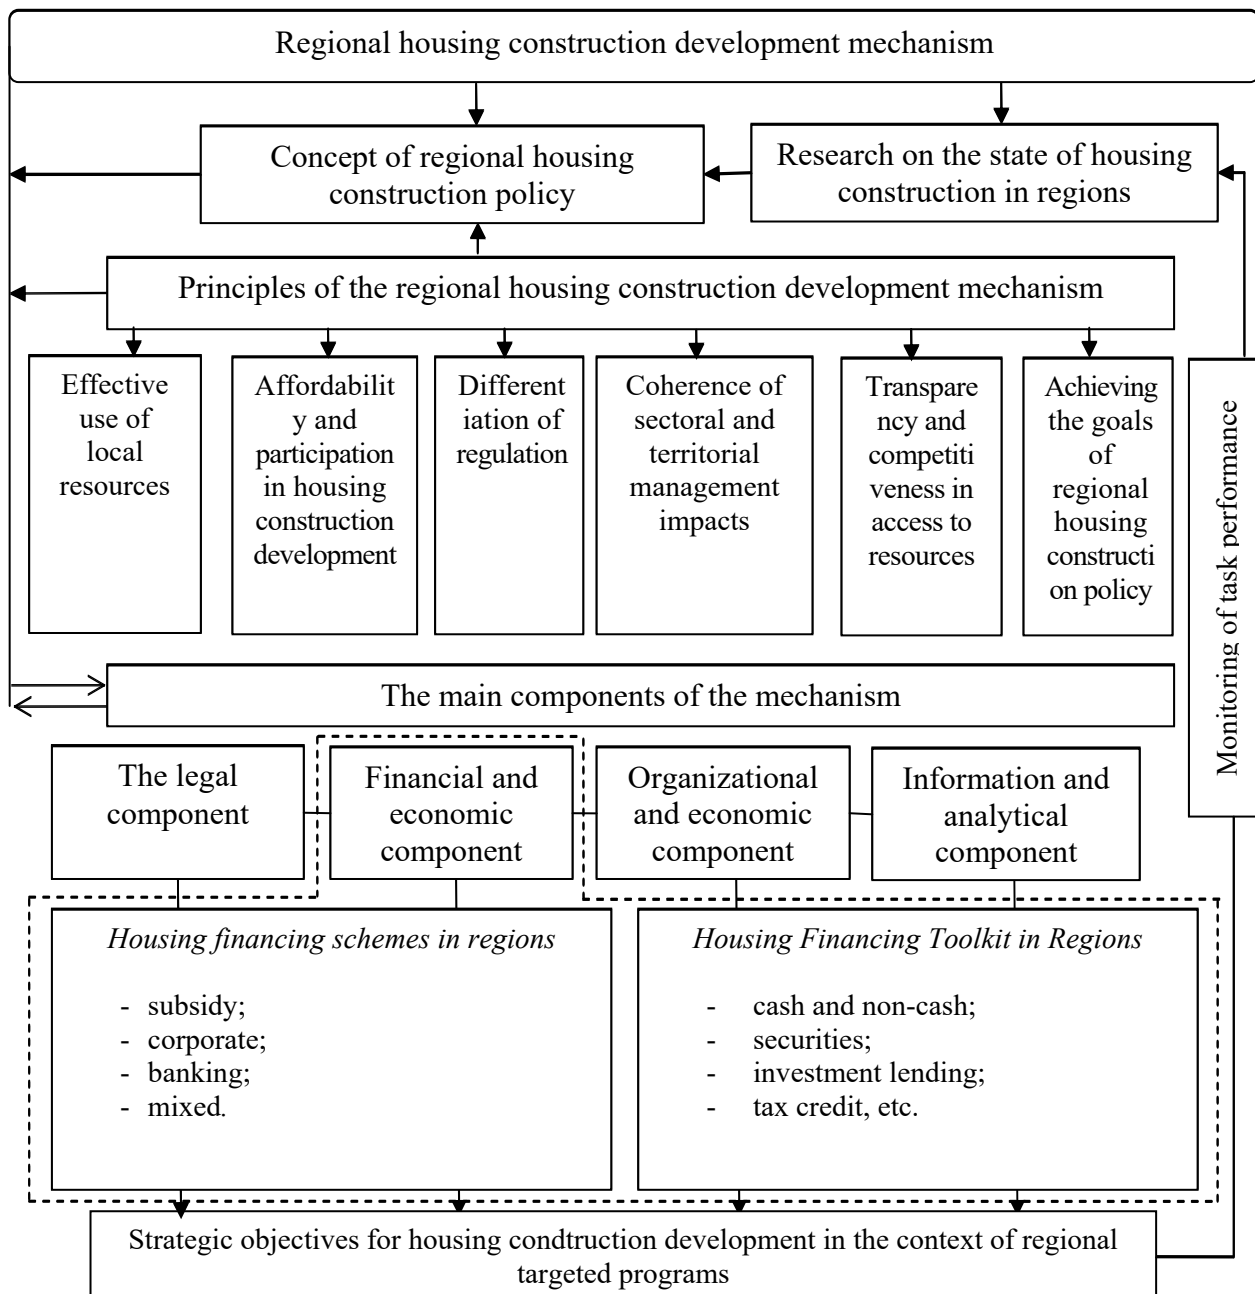 Regional housing construction development mechanism
Concept of regional housing
construction policy
Research on the state of housing
construction in regions
Principles of the regional housing construction development mechanism
Effective
use of
local
resources
Affordabilit
y and
participation
in housing
construction
development
Different
iation of
regulation
Coherence of
sectoral and
territorial
management
impacts
Transpare
ncy and
competiti
veness in
access to
resources
Achieving
the goals
of
regional
housing
constructi
on policy
Monitoring of task performance
The main components of the mechanism
The legal
component
Financial and
economic
component
Organizational
and economic
component
Information and
analytical
component
Housing financing schemes in regions
- subsidy;
- corporate;
- banking;
- mixed.
Housing Financing Toolkit in Regions
- cash and non-cash;
- securities;
- investment lending;
- tax credit, etc.
Strategic objectives for housing condtruction development in the context of regional
targeted programs